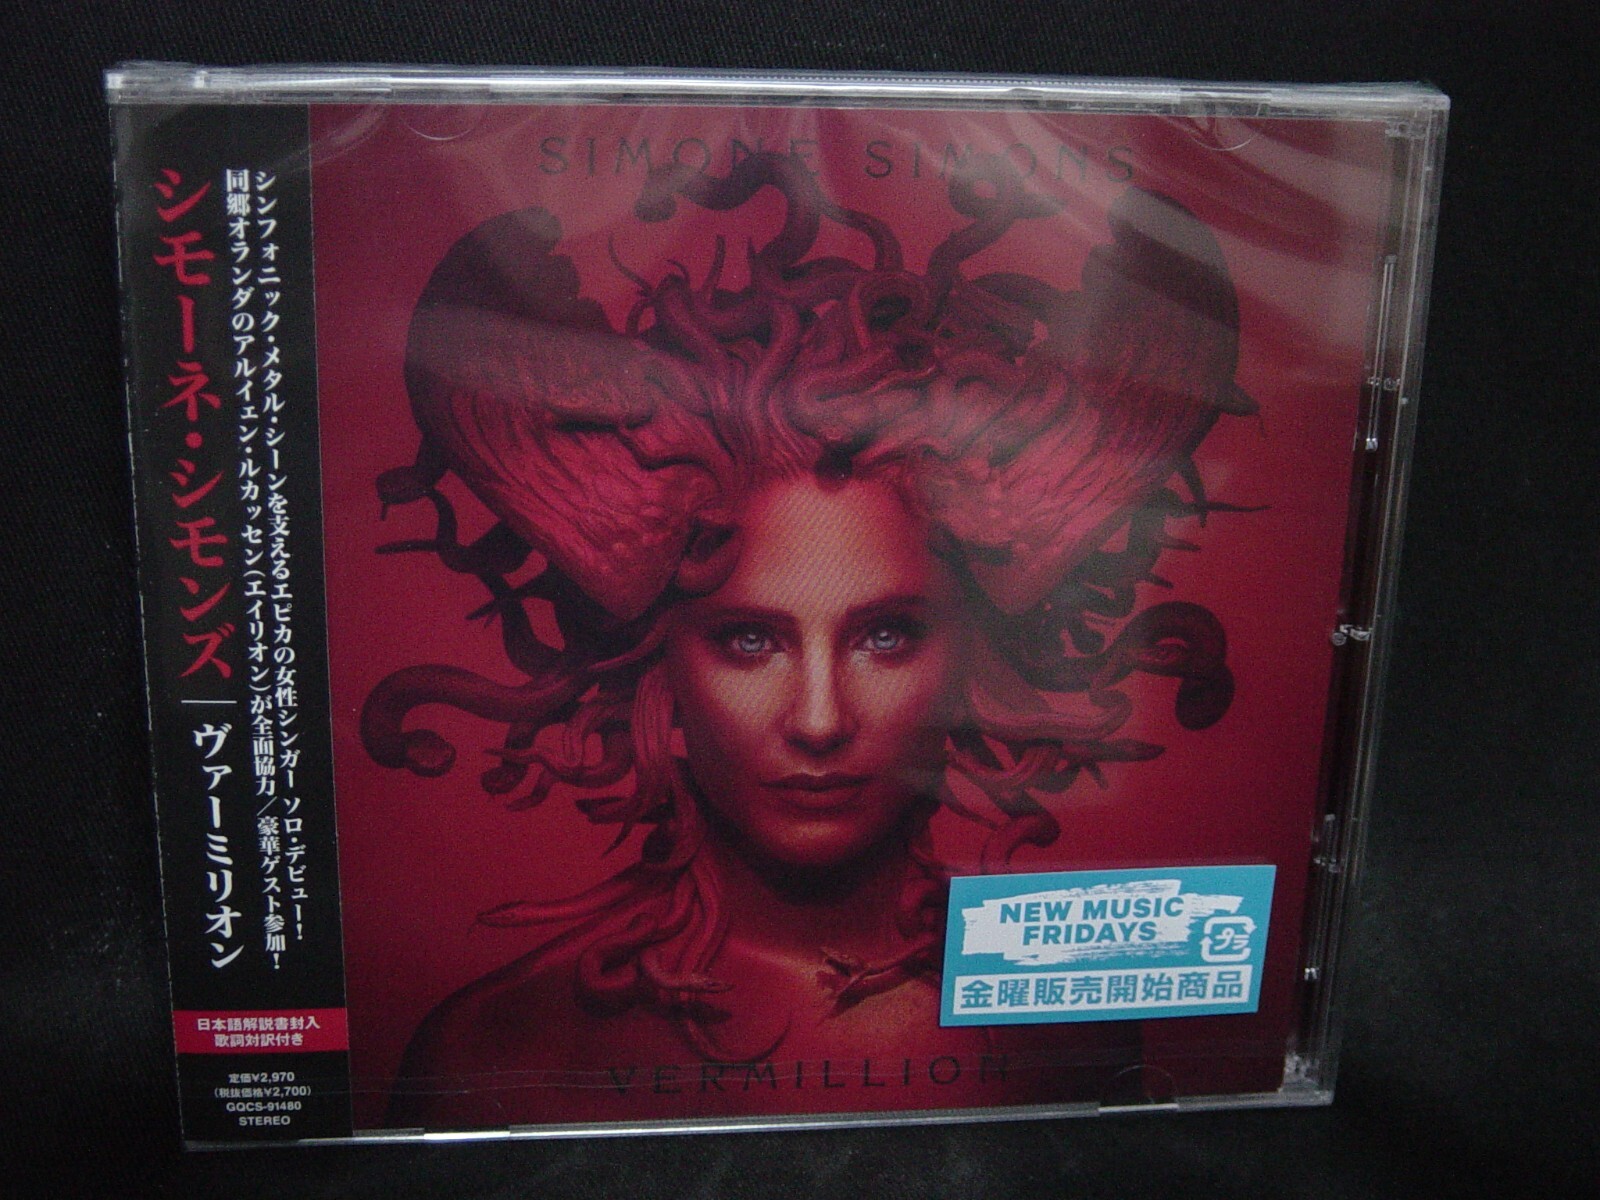 シンフォニック・メタル・シーンを支えるエピカの女性シンガー ソロ・デビュー!
同郷オランダのアルイェン・ルカッセン(エイリオン)が全面協力/豪華ゲスト参加!
シモーネ・シモンズ|ヴァーミリオン
日本語解説書封入
歌詞対訳付き
定価¥2,970
(税抜価格¥2,700)
GQCS-91480
STEREO
SIMONE SIMONS
NEW MUSIC
FRIDAYS
プラ
金曜販売開始商品
VERMILLION